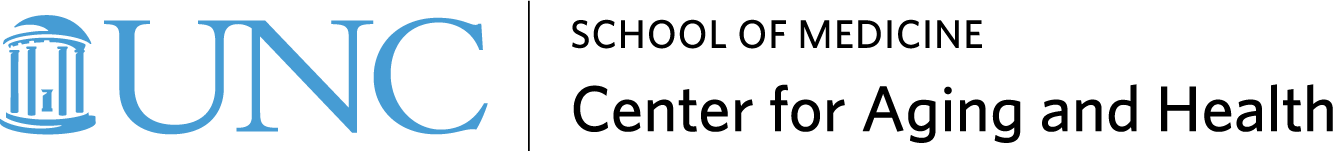 UNC
SCHOOL OF MEDICINE
Center for Aging and Health